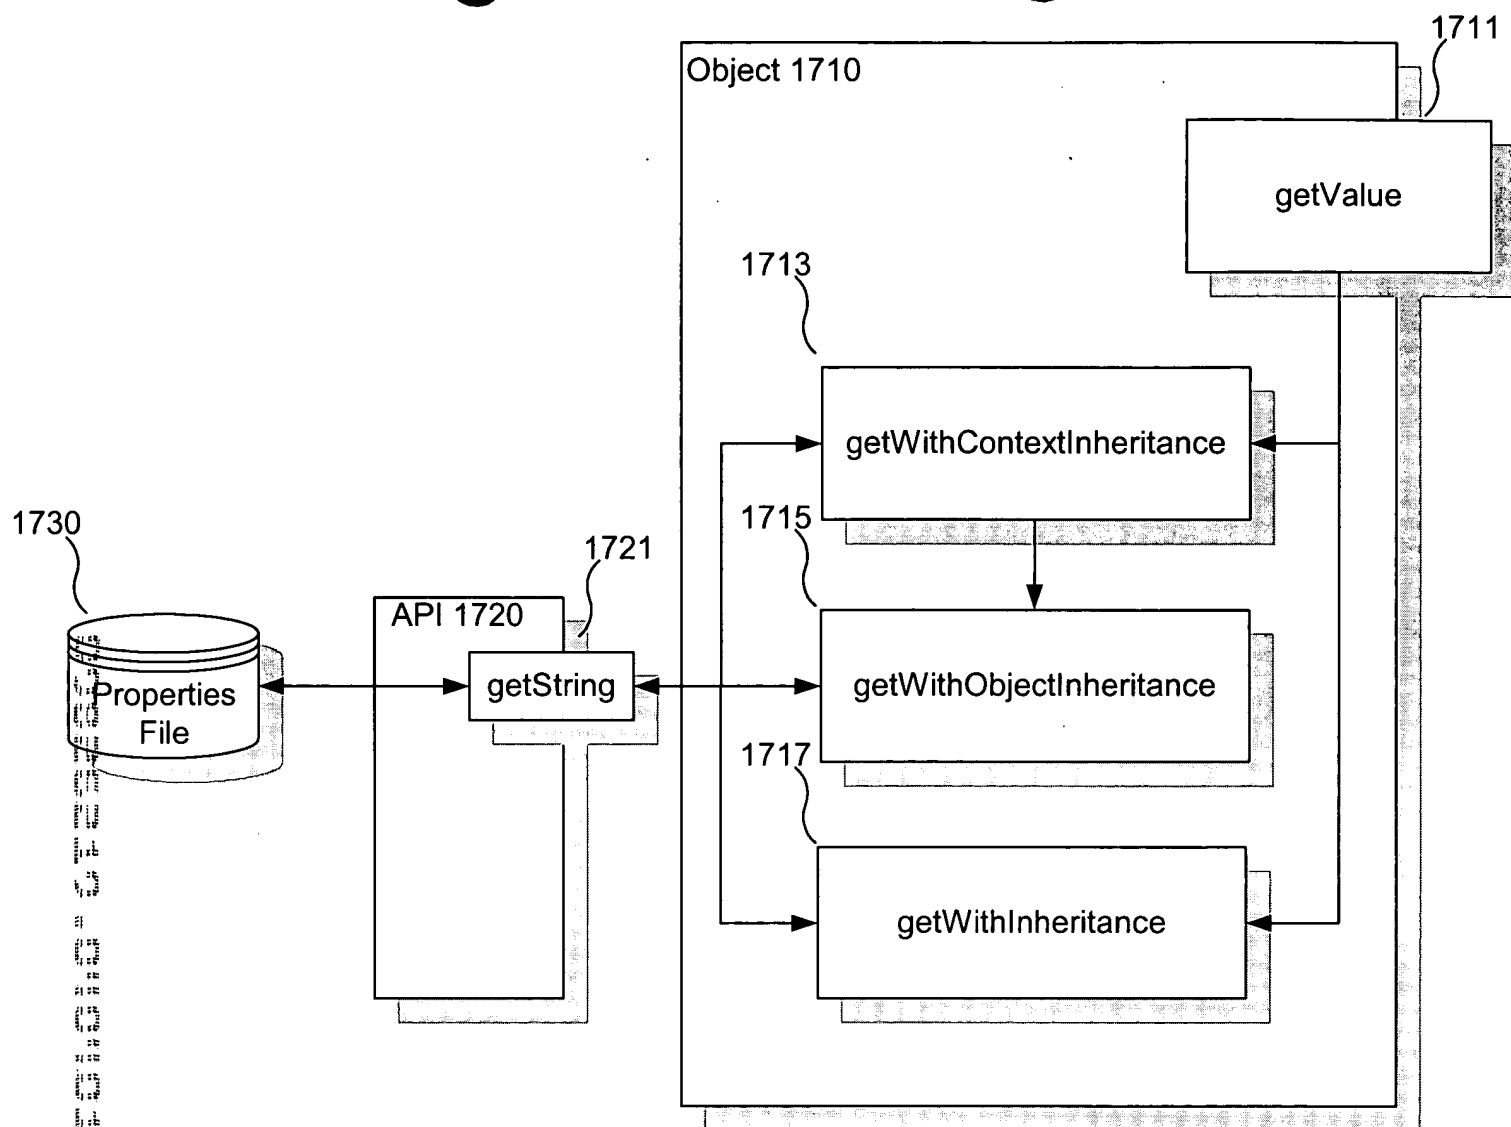 1711
Object 1710
getValue
1713
getWithContextInheritance
1730
1715
1721
API 1720
Properties
File
getString
getWithObjectInheritance
1717
getWithInheritance